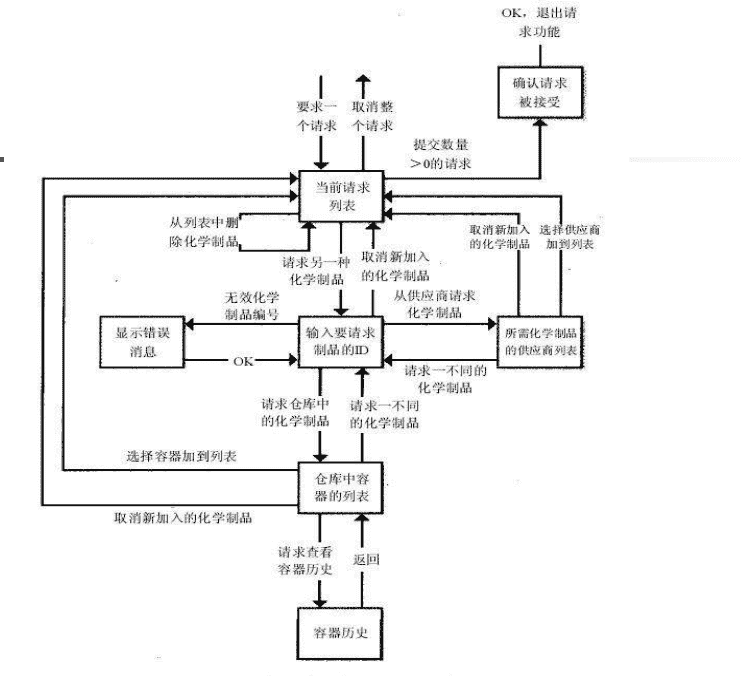 OK，退出请
求功能
确认请求
被接受
要求一
个请求
取消整
个请求
提交数量
＞0的请求
当前请求
列表
从列表中删
除化学制品
请求另一种
化学制品
取消新加入
的化学制品
取消新加入
的化学制品
选择供应商
加到列表
无效化学
制品编号
从供应商请求
化学制品
显示错误
消息
输入要请求
制品的ID
所需化学制品
的供应商列表
OK
请求一不同的
化学制品
请求仓库中
的化学制品
请求一不同
的化学制品
选择容器加到列表
仓库中容
器的列表
取消新加入的化学制品
请求查看
容器历史
返回
容器历史